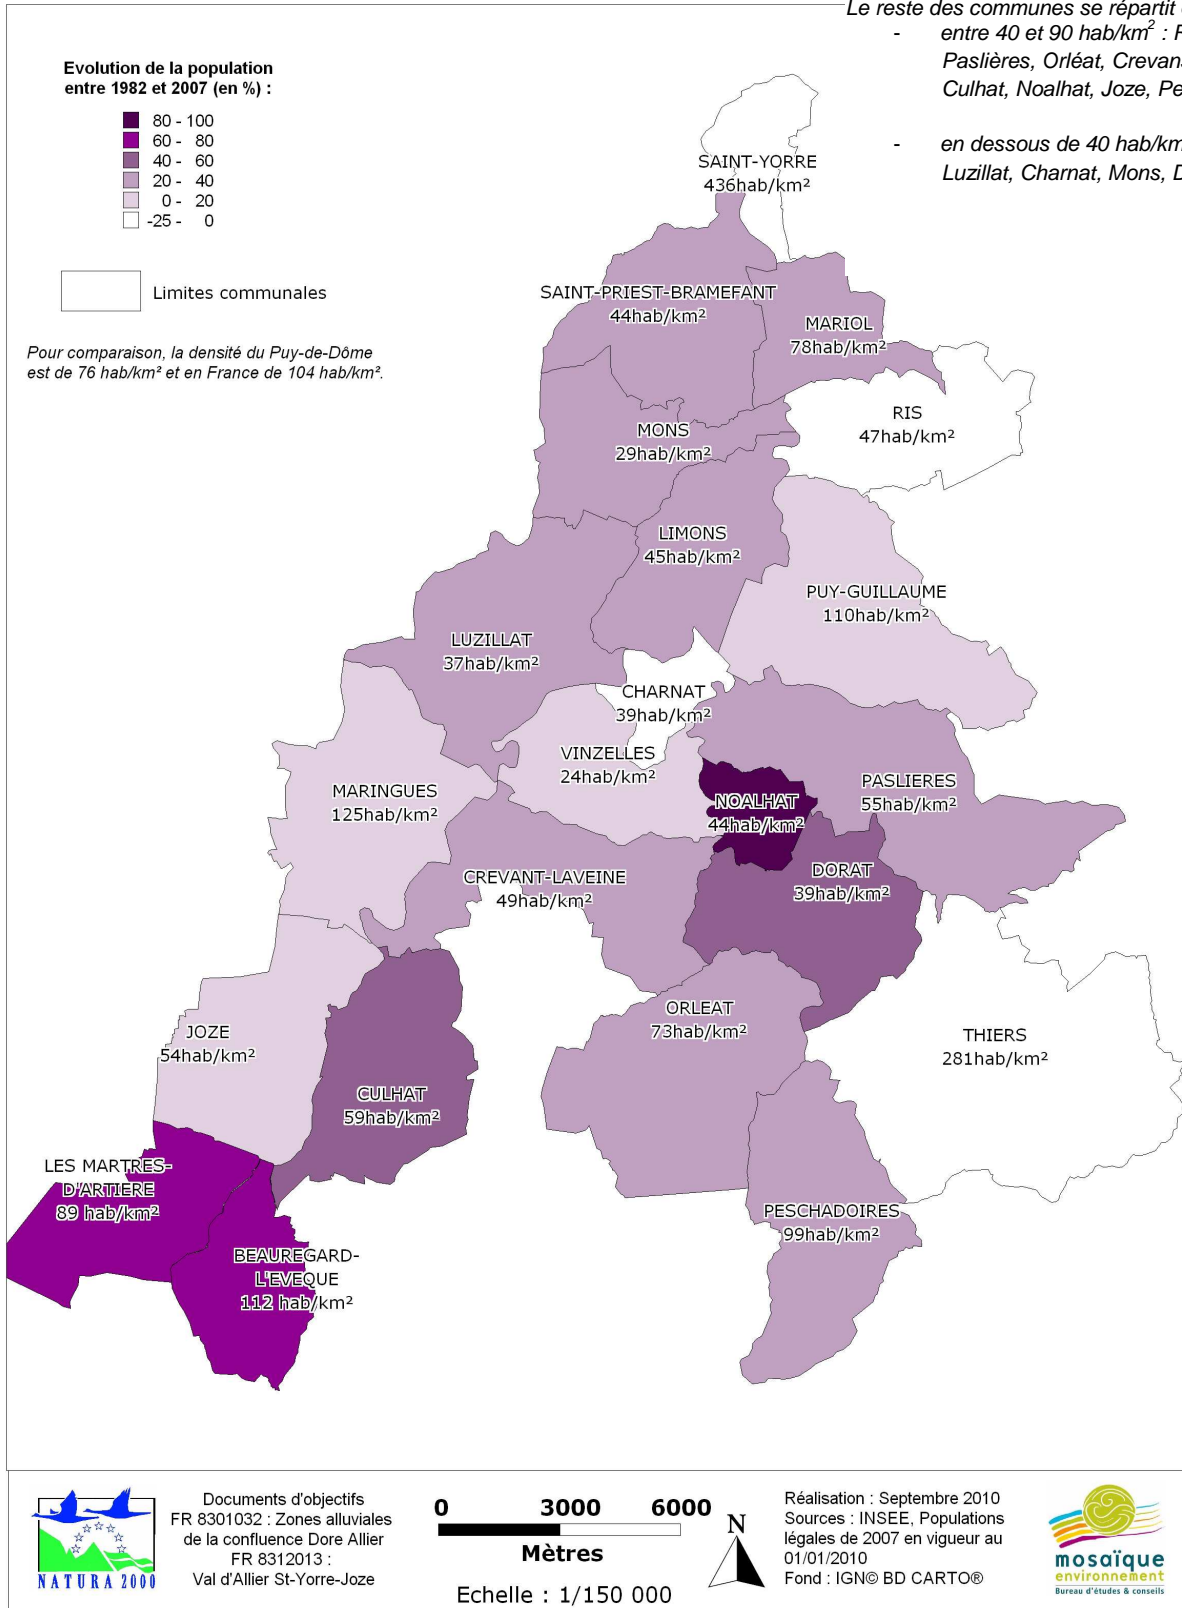 Le reste des communes se répartit
- entre 40 et 90 hab/km² :
Paslières, Orléat, Crevan
Culhat, Noalhat, Joze, Pe
- en dessous de 40 hab/km
Luzillat, Charnat, Mons, D
Evolution de la population
entre 1982 et 2007 (en %) :
80 - 100
60 - 80
40 - 60
20 - 40
0 - 20
-25 - 0
Limites communales
Pour comparaison, la densité du Puy-de-Dôme
est de 76 hab/km² et en France de 104 hab/km².
SAINT-YORRE
436hab/km²
SAINT-PRIEST-BRAMEFANT
44hab/km²
MARIOL
78hab/km²
RIS
47hab/km²
MONS
29hab/km²
LIMONS
45hab/km²
PUY-GUILLAUME
110hab/km²
LUZILLAT
37hab/km²
CHARNAT
39hab/km²
VINZELLES
24hab/km²
MARINGUES
125hab/km²
NOALHAT
44hab/km²
PASLIERES
55hab/km²
CREVANT-LAVEINE
49hab/km²
DORAT
39hab/km²
ORLEAT
73hab/km²
JOZE
54hab/km²
THIERS
281hab/km²
CULHAT
59hab/km²
LES MARTRES-
D'ARTIERE
89 hab/km²
PESCHADOIRES
99hab/km²
BEAUREGARD-
L'EVEQUE
112 hab/km²
NATURA 2000
Documents d'objectifs
FR 8301032 : Zones alluviales
de la confluence Dore Allier
FR 8312013 :
Val d'Allier St-Yorre-Joze
0 3000 6000
Mètres
Echelle : 1/150 000
N
Réalisation : Septembre 2010
Sources : INSEE, Populations
légales de 2007 en vigueur au
01/01/2010
Fond : IGN© BD CARTO®
mosaïque
environnement
Bureau d'études & conseils